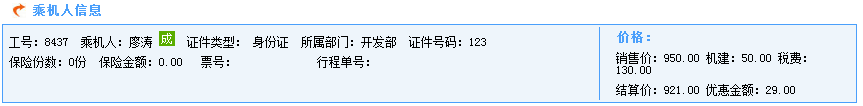 乘机人信息
工号: 8437 乘机人: 廖涛 成 证件类型: 身份证 所属部门: 开发部 证件号码: 123
保险份数: 0份 保险金额: 0.00 票号: 行程单号:
价格:
销售价: 950.00 机建: 50.00 税费:
130.00
结算价: 921.00 优惠金额: 29.00